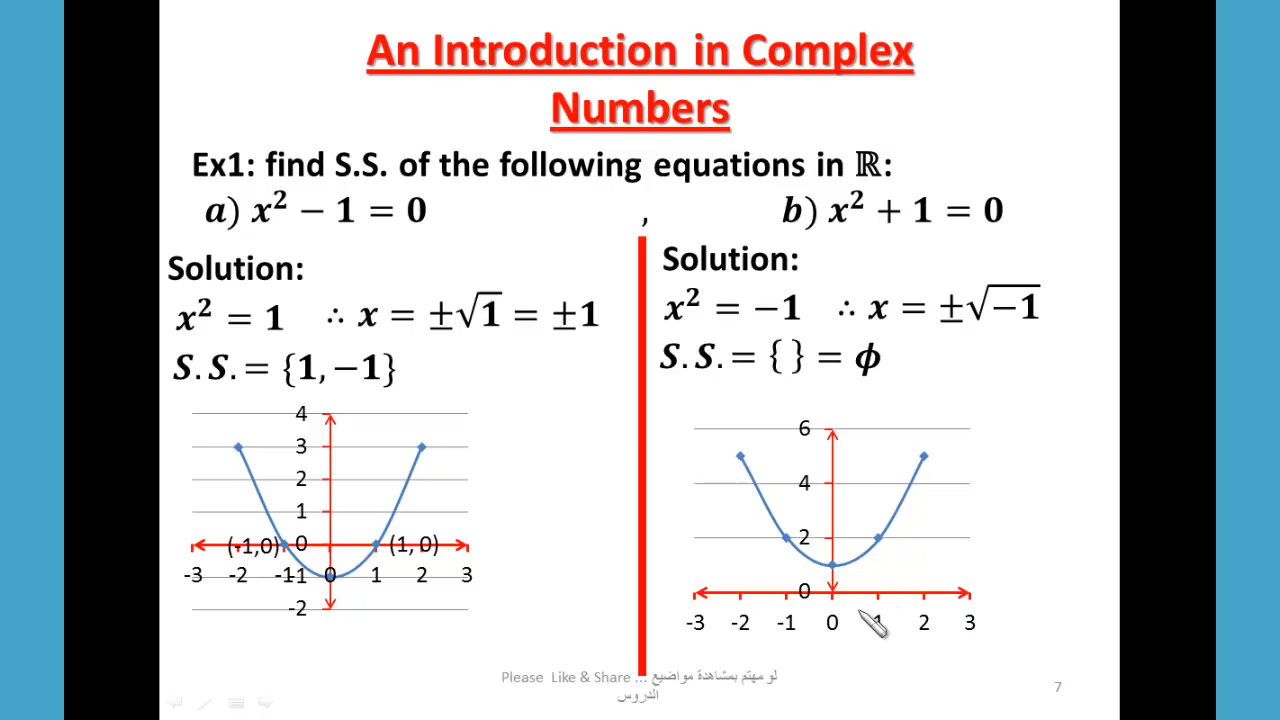 An Introduction in Complex
Numbers
Ex1: find S.S. of the following equations in ℝ:
a) x² − 1 = 0 , b) x² + 1 = 0
Solution:
x² = 1 ∴ x = ±√1 = ±1
S.S. = {1, −1}
4
3
2
1
0
-1
-2
(-1,0)
(1, 0)
-3 -2 -1 0 1 2 3
Solution:
x² = −1 ∴ x = ±√−1
S.S. = { } = ϕ
6
4
2
0
-3 -2 -1 0 1 2 3
Please Like & Share ... لو مهتم بمشاهدة مواضيع
الدروس
7